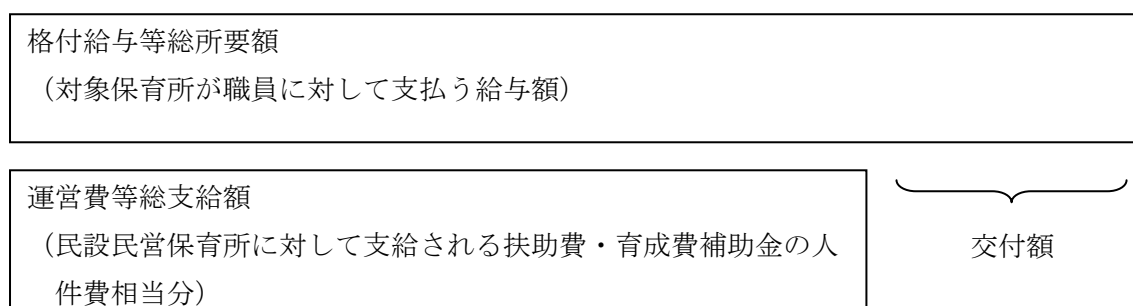 格付給与等総所要額
（対象保育所が職員に対して支払う給与額）
運営費等総支給額
（民設民営保育所に対して支給される扶助費・育成費補助金の人
件費相当分）
交付額